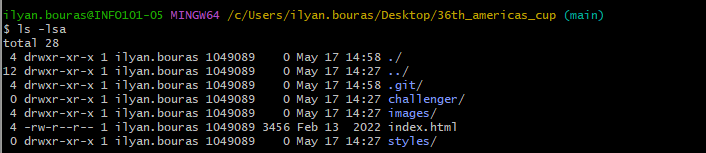 ilyan.bouras@INFO101-05 MINGW64 /c/Users/ilyan.bouras/Desktop/36th_americas_cup (main)
$ ls -lsa
total 28
 4 drwxr-xr-x 1 ilyan.bouras 1049089    0 May 17 14:58 ./
12 drwxr-xr-x 1 ilyan.bouras 1049089    0 May 17 14:27 ../
 4 drwxr-xr-x 1 ilyan.bouras 1049089    0 May 17 14:58 .git/
 0 drwxr-xr-x 1 ilyan.bouras 1049089    0 May 17 14:27 challenger/
 4 drwxr-xr-x 1 ilyan.bouras 1049089    0 May 17 14:27 images/
 4 -rw-r--r-- 1 ilyan.bouras 1049089 3456 Feb 13  2022 index.html
 0 drwxr-xr-x 1 ilyan.bouras 1049089    0 May 17 14:27 styles/